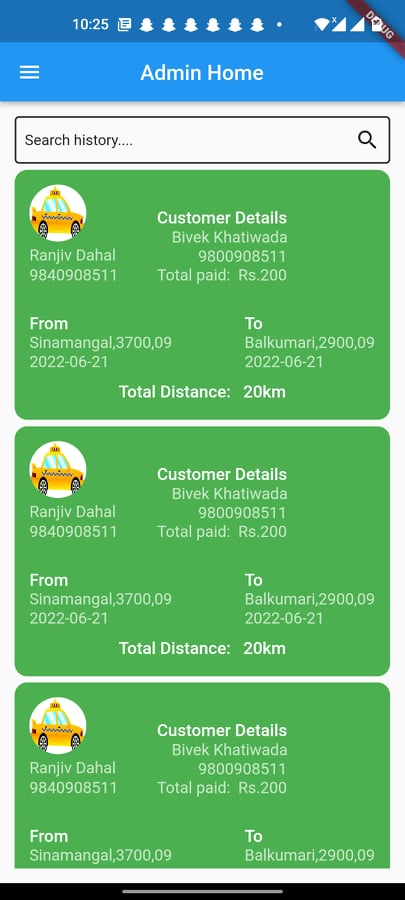 10:25
DEBUG
Admin Home
Search history....
TAXI
Ranjiv Dahal
9840908511
Customer Details
Bivek Khatiwada
9800908511
Total paid: Rs.200
From
Sinamangal,3700,09
2022-06-21
To
Balkumari,2900,09
2022-06-21
Total Distance: 20km
TAXI
Ranjiv Dahal
9840908511
Customer Details
Bivek Khatiwada
9800908511
Total paid: Rs.200
From
Sinamangal,3700,09
2022-06-21
To
Balkumari,2900,09
2022-06-21
Total Distance: 20km
TAXI
Ranjiv Dahal
9840908511
Customer Details
Bivek Khatiwada
9800908511
Total paid: Rs.200
From
Sinamangal,3700,09
To
Balkumari,2900,09